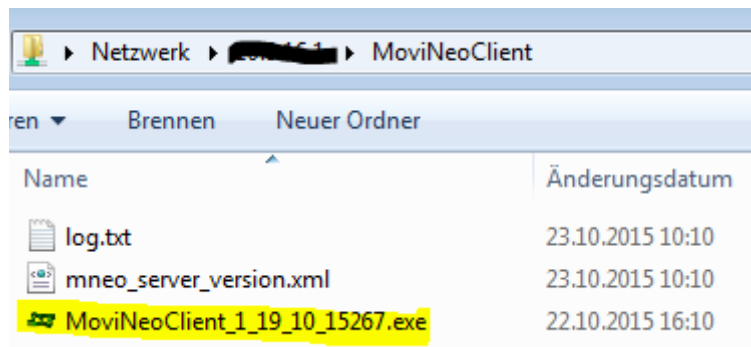 Netzwerk MoviNeoClient
ren Brennen Neuer Ordner
Name Änderungsdatum
log.txt 23.10.2015 10:10
mneo_server_version.xml 23.10.2015 10:10
MoviNeoClient_1_19_10_15267.exe 22.10.2015 16:10